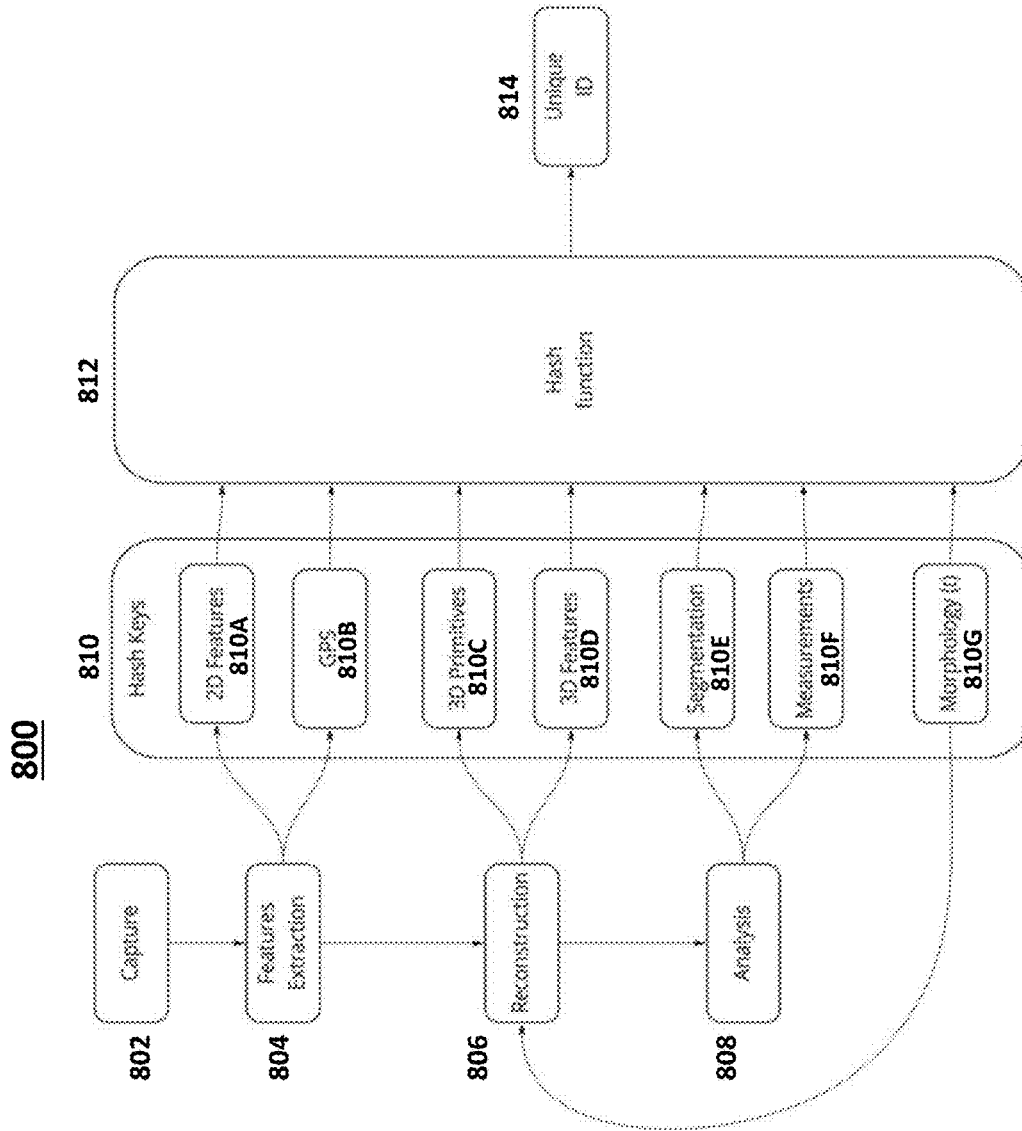 800
802
Capture
804
Features
Extraction
806
Reconstruction
808
Analysis
810
Hash Keys
2D Features
810A
GPS
810B
3D Primitives
810C
3D Features
810D
Segmentation
810E
Measurements
810F
Morphology (t)
810G
812
Hash
function
814
Unique
ID